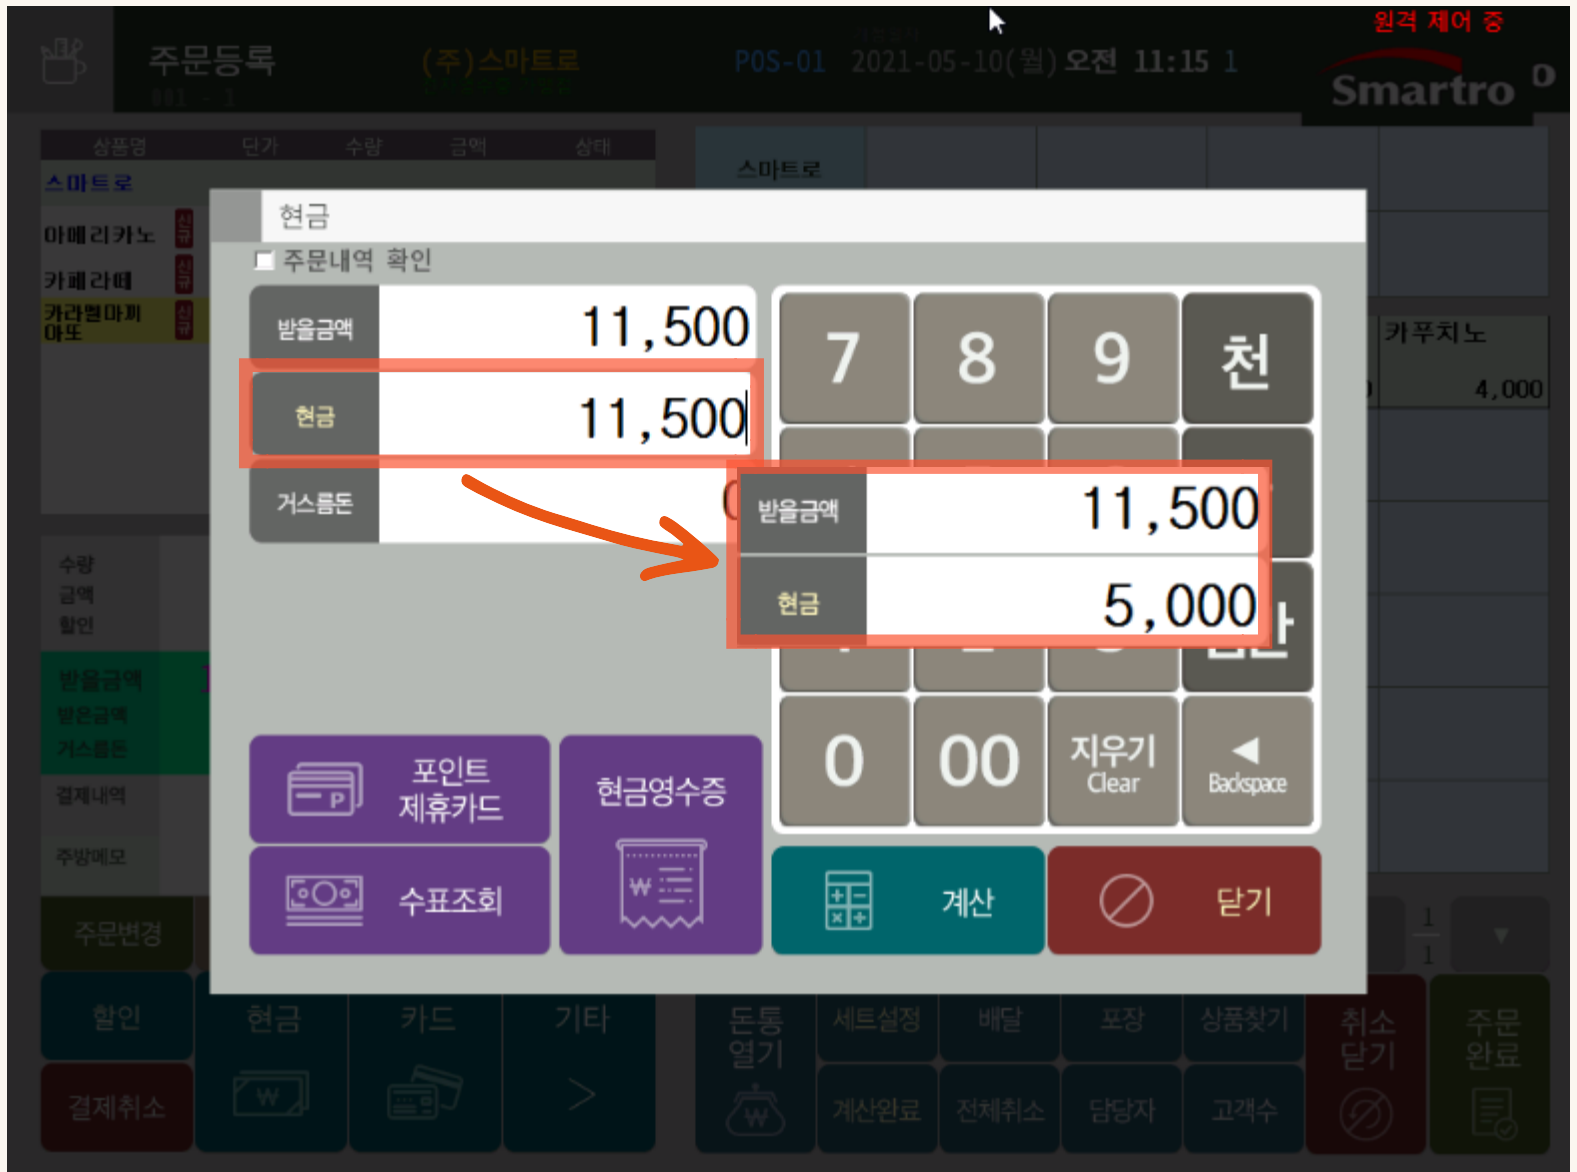 원격 제어 중
주문등록
(주)스마트로
POS-01
2021-05-10(월) 오전 11:15 1
Smartro
001 - 1
상품명 단가 수량 금액 상태
스마트로
스마트로
아메리카노 신규
카페라떼 신규
카라멜마끼
아또 신규
카푸치노
4,000
현금
주문내역 확인
받을금액 11,500
현금 11,500
거스름돈
받을금액 11,500
현금 5,000
7 8 9 천
0 00 지우기
Clear
Backspace
포인트
제휴카드
현금영수증
수표조회
계산
닫기
수량
금액
할인
받을금액
받은금액
거스름돈
결제내역
주방메모
주문변경
1
1
할인
현금
카드
기타
결제취소
돈통
열기
세트설정
배달
포장
상품찾기
취소
닫기
주문
완료
계산완료
전체취소
담당자
고객수